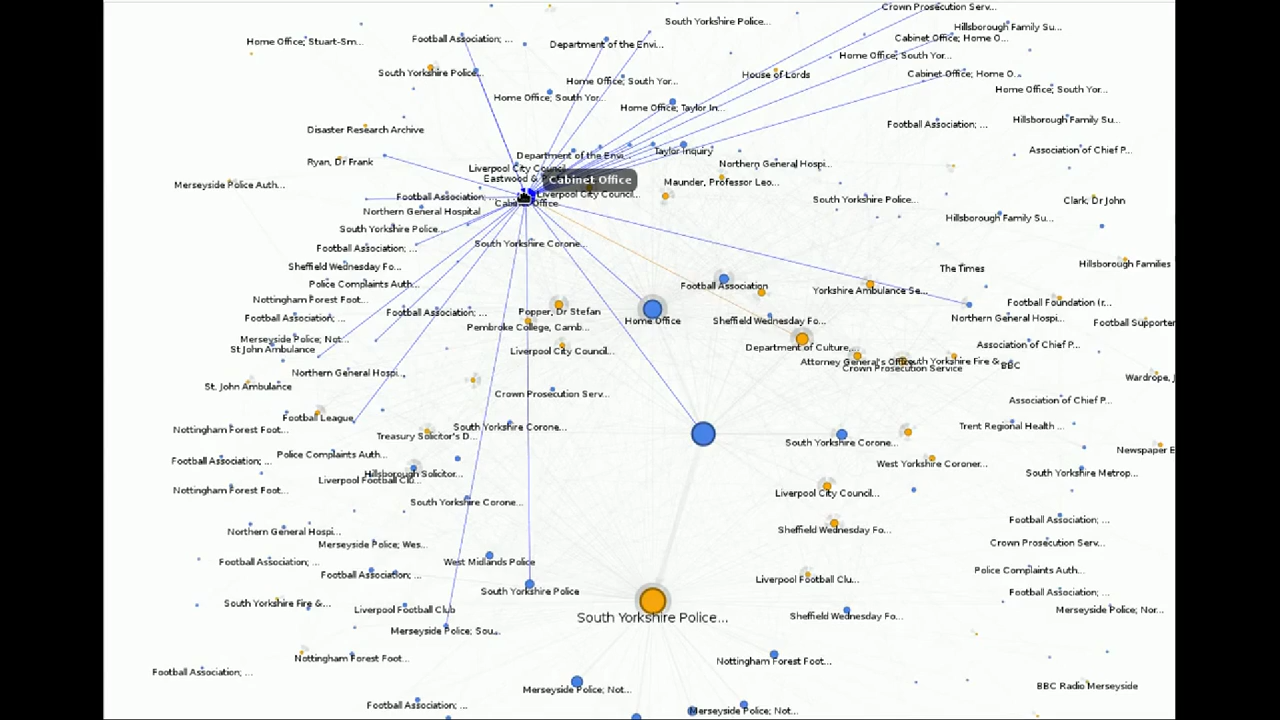 Crown Prosecution Serv...
South Yorkshire Police...
Hillsborough Family Su...
Home Office; Stuart-Sm...
Football Association; ...
Department of the Envi...
Cabinet Office; Home O...
Home Office; South Yor...
South Yorkshire Police...
House of Lords
Cabinet Office; Home O...
Home Office; South Yor...
Home Office; South Yor...
Home Office; South Yor...
Home Office; Taylor In...
Hillsborough Family Su...
Football Association; ...
Disaster Research Archive
Taylor Inquiry
Association of Chief P...
Department of the Envi...
Ryan, Dr Frank
Northern General Hospi...
Liverpool City Council
Eastwood &
Cabinet Office
Maunder, Professor Leo...
Merseyside Police Auth...
Liverpool City Council...
Football Association; ...
South Yorkshire Police...
Clark, Dr John
Cabinet Office
Northern General Hospital
Hillsborough Family Su...
South Yorkshire Police...
South Yorkshire Corone...
Football Association; ...
Sheffield Wednesday Fo...
The Times
Hillsborough Families
Police Complaints Auth...
Football Association
Yorkshire Ambulance Se...
Nottingham Forest Foot...
Football Foundation (r...
Football Association; ...
Football Association; ...
Popper, Dr Stefan
Home Office
Sheffield Wednesday Fo...
Northern General Hospi...
Football Supporter
Pembroke College, Camb...
Merseyside Police; Not...
St John Ambulance
Liverpool City Council...
Department of Culture,...
Association of Chief P...
Attorney General's Office
South Yorkshire Fire &...
BBC
Crown Prosecution Service
Northern General Hospi...
Wardrope, J
St. John Ambulance
Crown Prosecution Serv...
Association of Chief P...
Football League
Nottingham Forest Foot...
Treasury Solicitor's D...
South Yorkshire Corone...
South Yorkshire Corone...
Trent Regional Health ...
Newspaper E
Police Complaints Auth...
Football Association; ...
Hillsborough Solicitor...
Liverpool Football Clu...
West Yorkshire Coroner...
South Yorkshire Metrop...
Nottingham Forest Foot...
South Yorkshire Corone...
Liverpool City Council...
Northern General Hospi...
Sheffield Wednesday Fo...
Football Association; ...
Merseyside Police; Wes...
Crown Prosecution Serv...
Football Association; ...
West Midlands Police
Football Association; ...
Liverpool Football Clu...
Police Complaints Auth...
South Yorkshire Police
Football Association; ...
South Yorkshire Fire &...
Liverpool Football Club
South Yorkshire Police...
Sheffield Wednesday Fo...
Merseyside Police; Nor...
Merseyside Police; Sou...
Nottingham Forest Foot...
Nottingham Forest Foot...
Football Association; ...
BBC Radio Merseyside
Merseyside Police; Not...
Football Association; ...
Merseyside Police; Not...